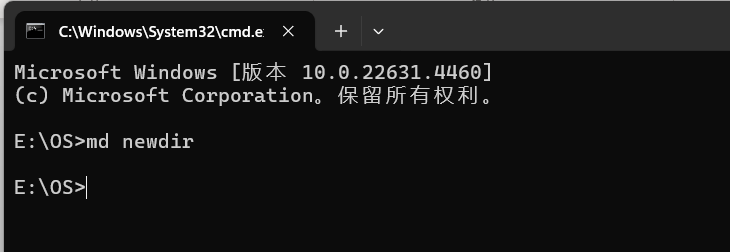 C:\Windows\System32\cmd.e
Microsoft Windows [版本 10.0.22631.4460]
(c) Microsoft Corporation。保留所有权利。
E:\OS>md newdir
E:\OS>